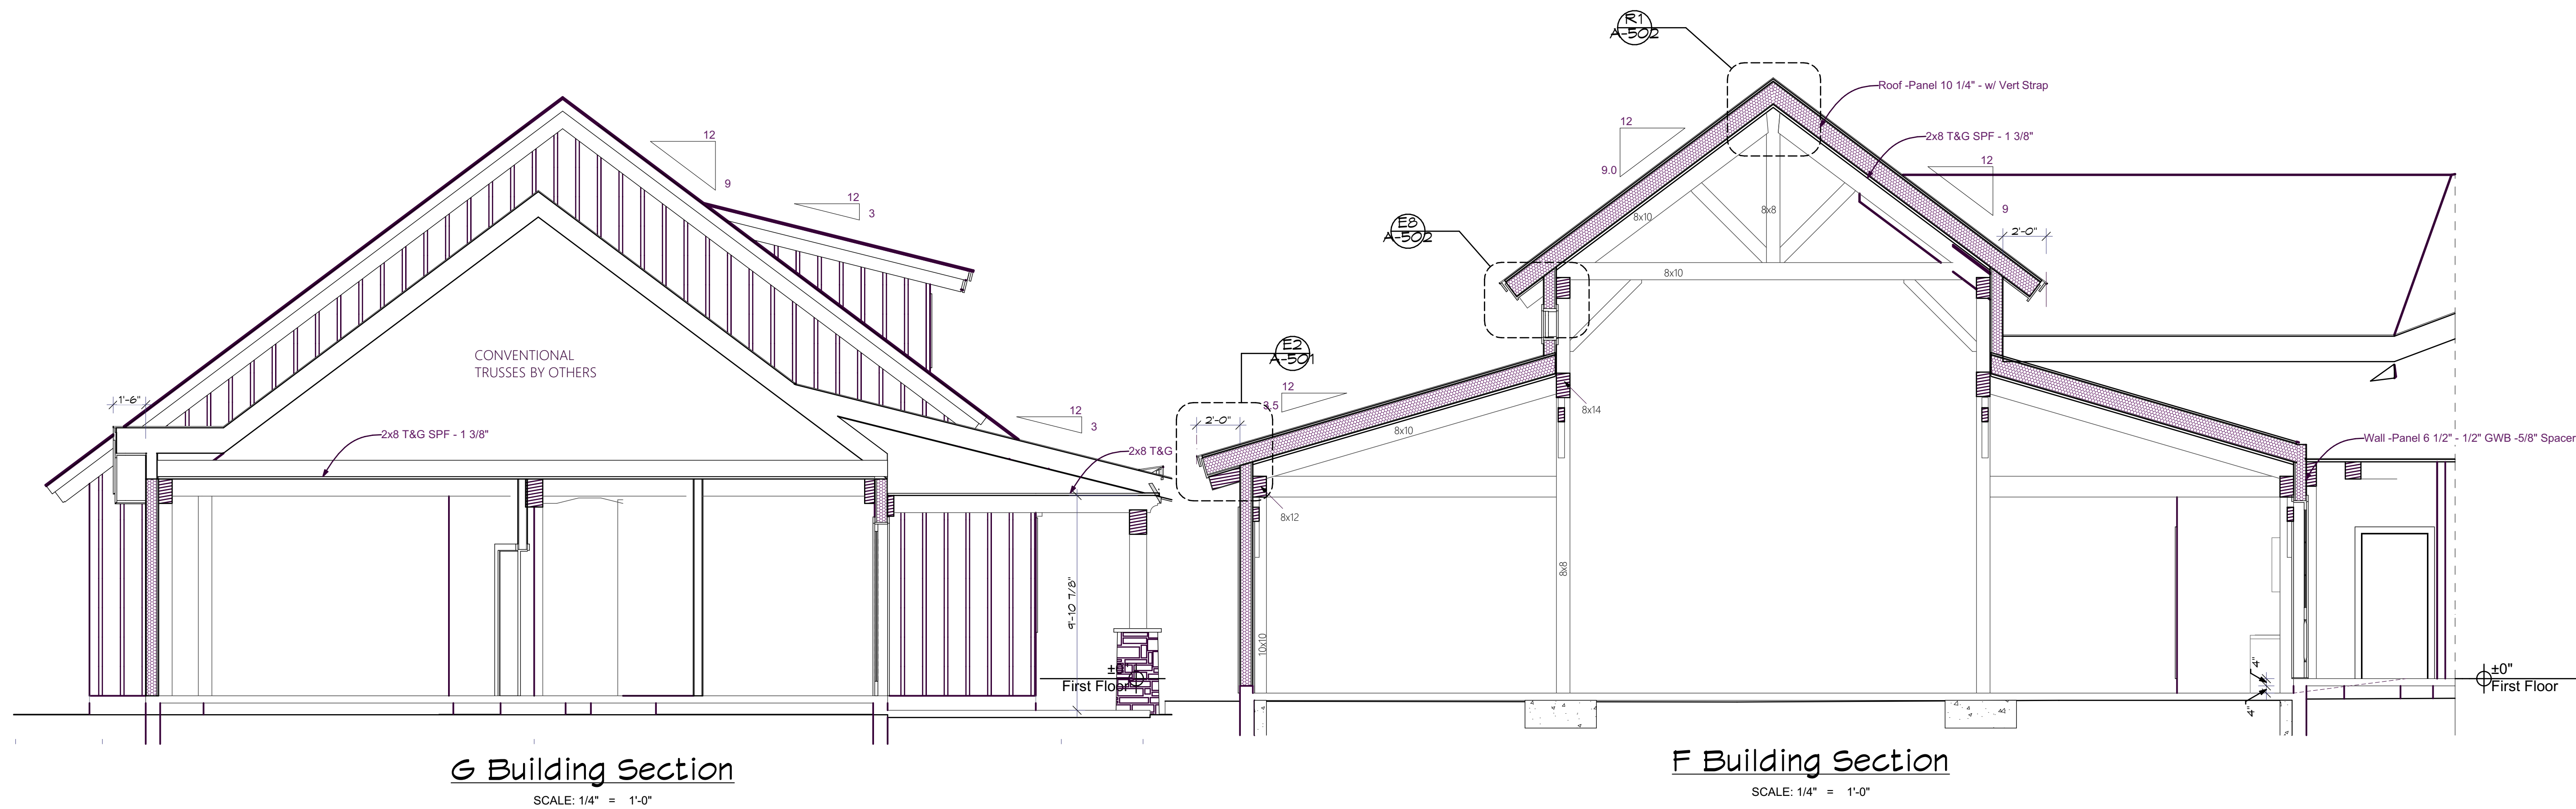 12
9
12
3
CONVENTIONAL
TRUSSES BY OTHERS
1'-6"
2x8 T&G SPF - 1 3/8"
12
3
2x8 T&G
9'-10 7/8"
±0"
First Floor
G Building Section
SCALE: 1/4" = 1'-0"
R1
A-502
Roof -Panel 10 1/4" - w/ Vert Strap
12
9.0
2x8 T&G SPF - 1 3/8"
12
9
8x10
8x8
E8
A-502
2'-0"
8x10
E2
A-501
12
3.5
2'-0"
8x14
8x10
Wall -Panel 6 1/2" - 1/2" GWB -5/8" Spacer
8x12
8x8
10x10
4"
4"
±0"
First Floor
F Building Section
SCALE: 1/4" = 1'-0"